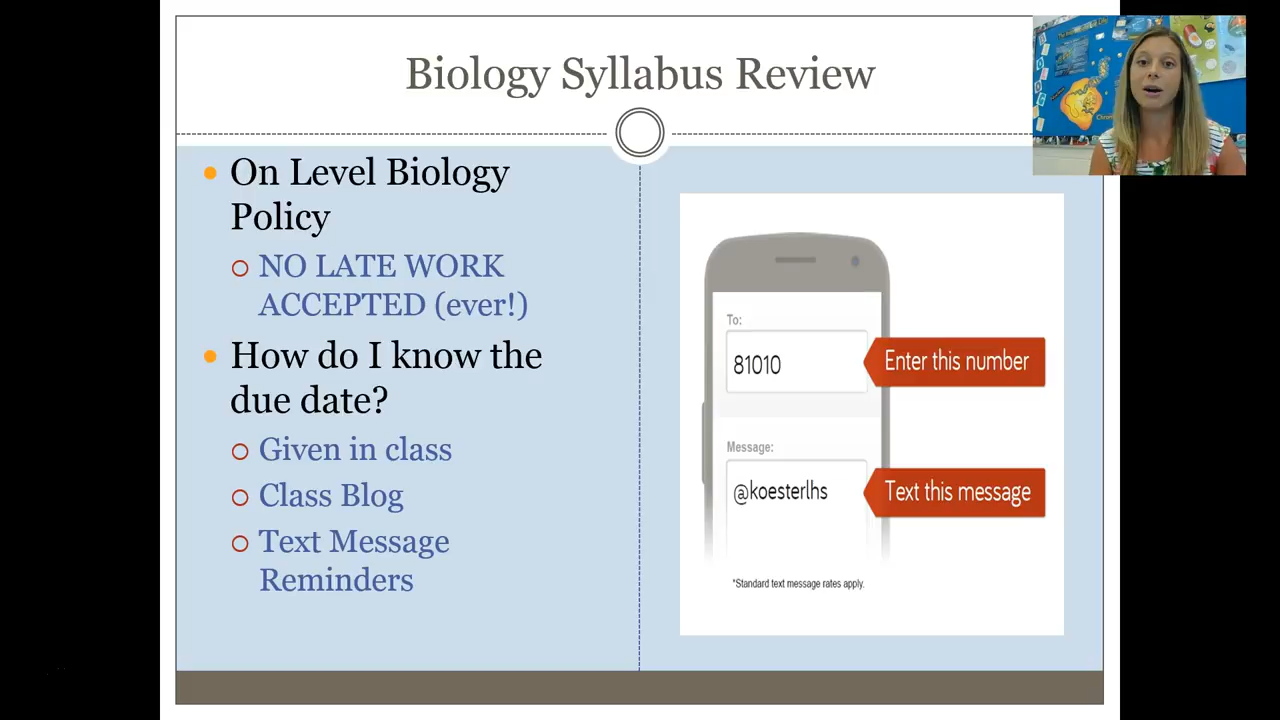 Biology Syllabus Review
On Level Biology
Policy
NO LATE WORK
ACCEPTED (ever!)
How do I know the
due date?
Given in class
Class Blog
Text Message
Reminders
To:
81010
Enter this number
Message:
@koesterlhs
Text this message
*Standard text message rates apply.